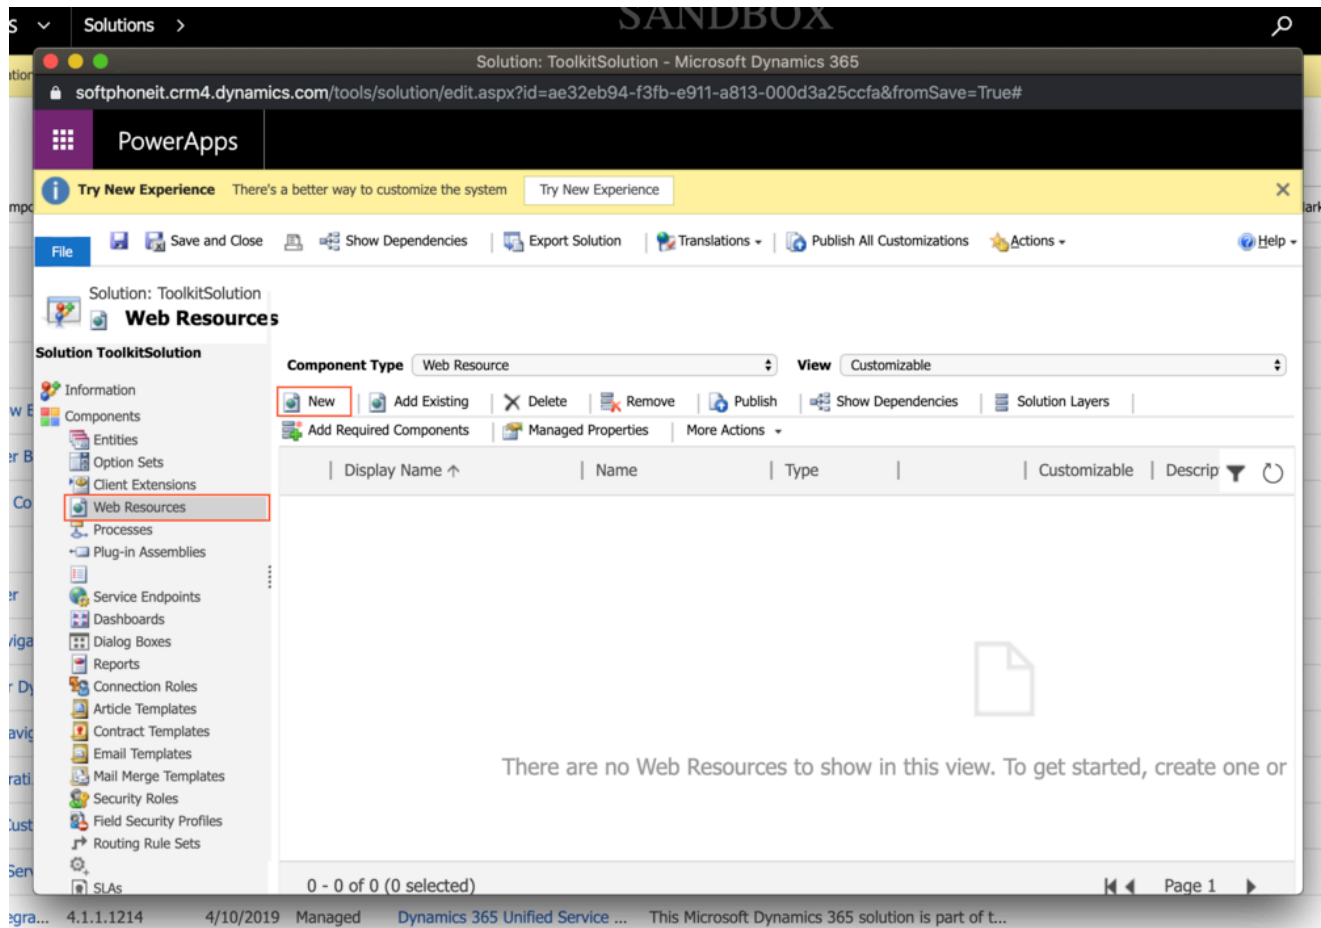 Solutions >
SANDBOX
Solution: ToolkitSolution - Microsoft Dynamics 365
softphoneit.crm4.dynamics.com/tools/solution/edit.aspx?id=ae32eb94-f3fb-e911-a813-000d3a25ccfa&fromSave=True#
PowerApps
Try New Experience There's a better way to customize the system Try New Experience
File Save and Close Show Dependencies Export Solution Translations Publish All Customizations Actions Help
Solution: ToolkitSolution
Web Resources
Solution ToolkitSolution
Information
Components
Entities
Option Sets
Client Extensions
Web Resources
Processes
Plug-in Assemblies
Service Endpoints
Dashboards
Dialog Boxes
Reports
Connection Roles
Article Templates
Contract Templates
Email Templates
Mail Merge Templates
Security Roles
Field Security Profiles
Routing Rule Sets
SLAs
Component Type Web Resource View Customizable
New Add Existing Delete Remove Publish Show Dependencies Solution Layers
Add Required Components Managed Properties More Actions
Display Name ↑ Name Type Customizable Descrip
There are no Web Resources to show in this view. To get started, create one or
0 - 0 of 0 (0 selected) Page 1
egra... 4.1.1.1214 4/10/2019 Managed Dynamics 365 Unified Service ... This Microsoft Dynamics 365 solution is part of t...